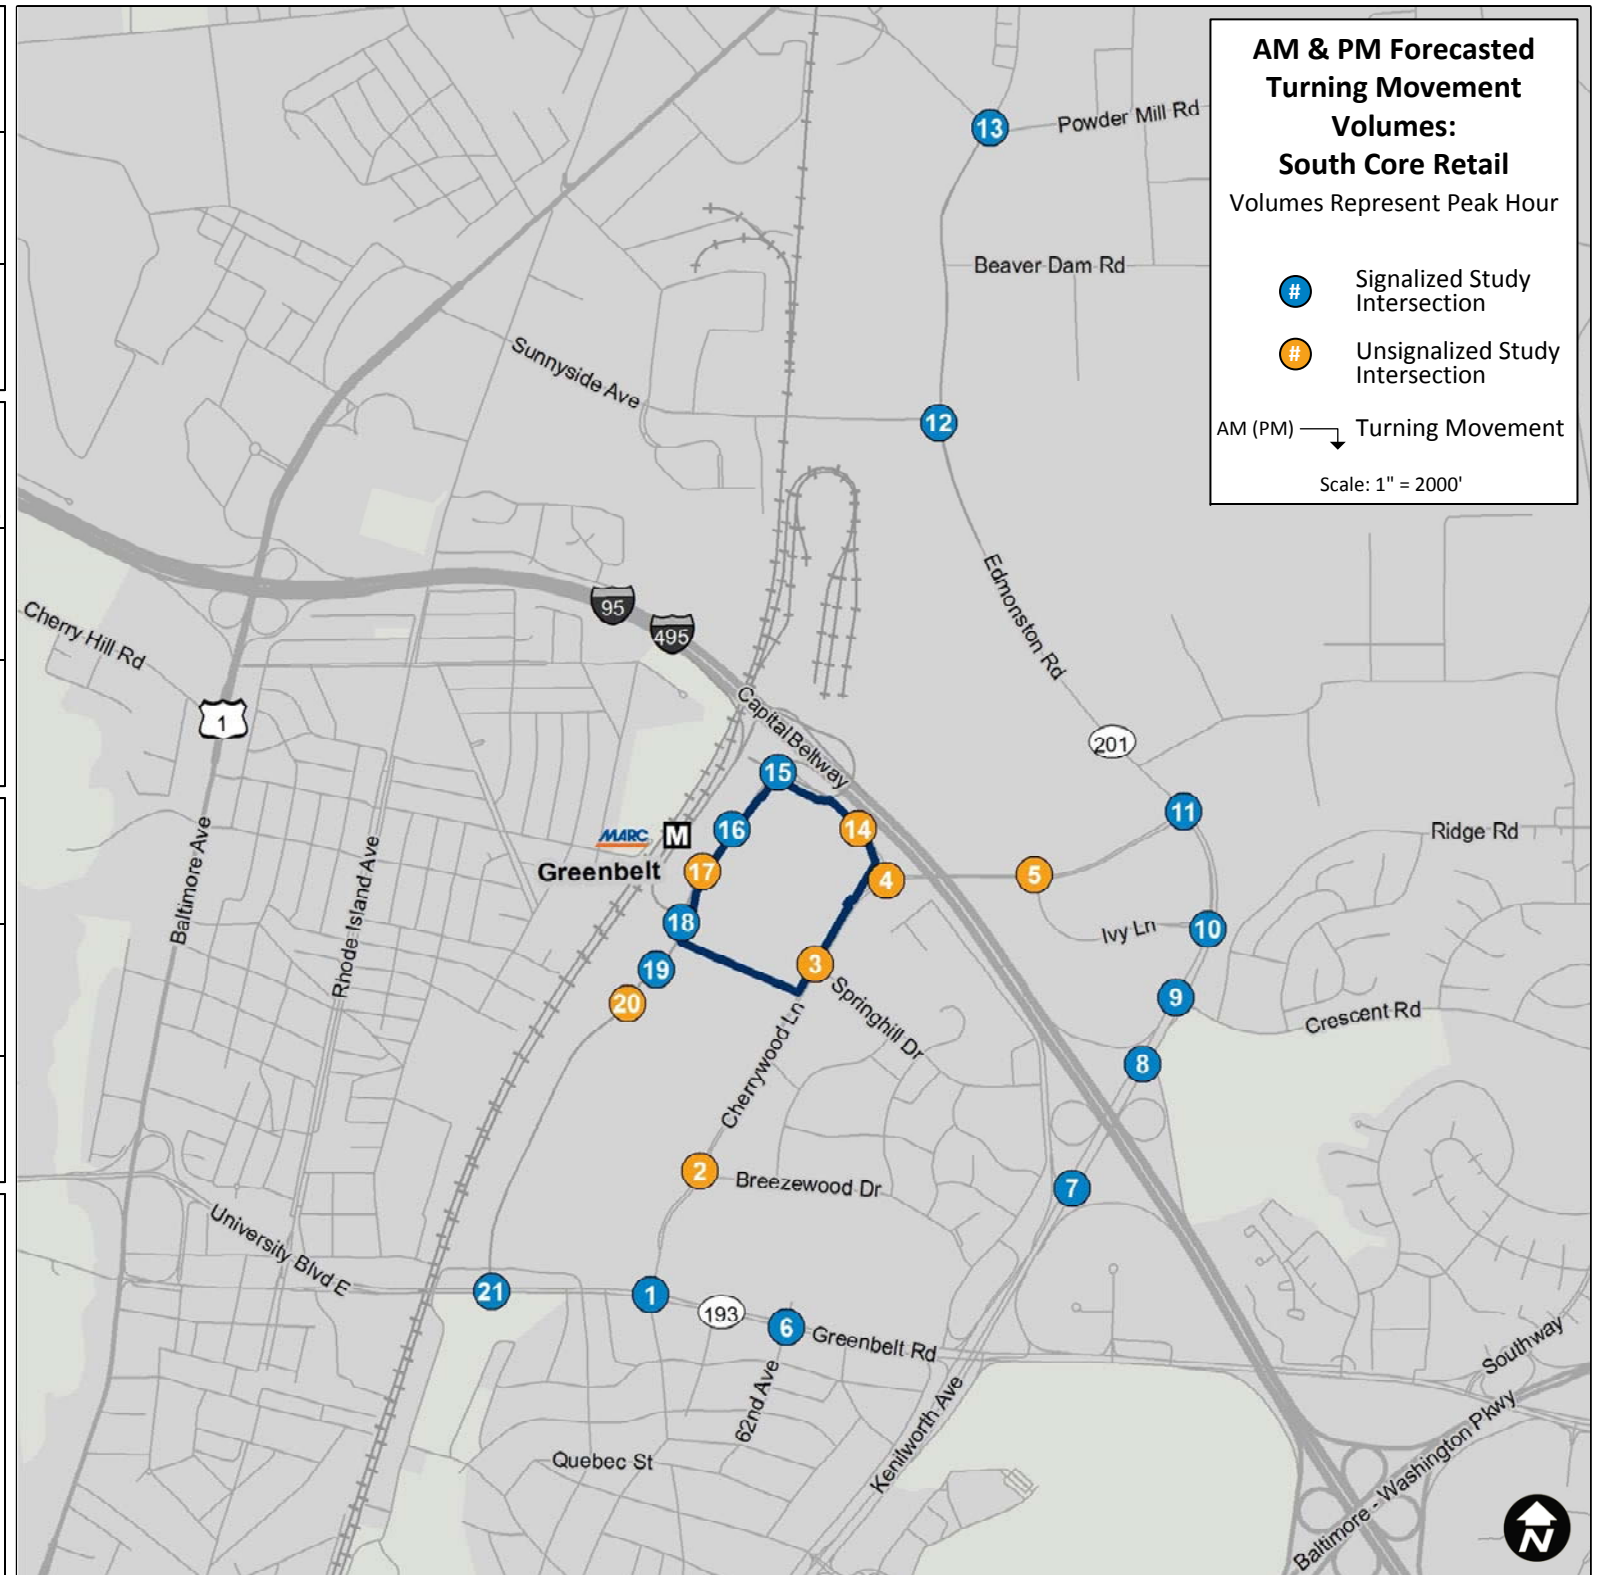 AM & PM Forecasted
Turning Movement
Volumes:
South Core Retail
Volumes Represent Peak Hour
# Signalized Study
Intersection
# Unsignalized Study
Intersection
AM (PM) Turning Movement
Scale: 1" = 2000'
13
Powder Mill Rd
Beaver Dam Rd
Sunnyside Ave
12
Edmonston Rd
95
495
Cherry Hill Rd
1
Capital Beltway
201
15
11
16
14
Ridge Rd
MARC M
Greenbelt
17
4
5
Baltimore Ave
Rhode Island Ave
18
Ivy Ln
10
19
3
20
Springhill Dr
9
Crescent Rd
8
Cherrywood Ln
2
Breezewood Dr
7
University Blvd E
21
1
193
6
Greenbelt Rd
Southway
62nd Ave
Kenilworth Ave
Quebec St
Baltimore - Washington Pkwy
N